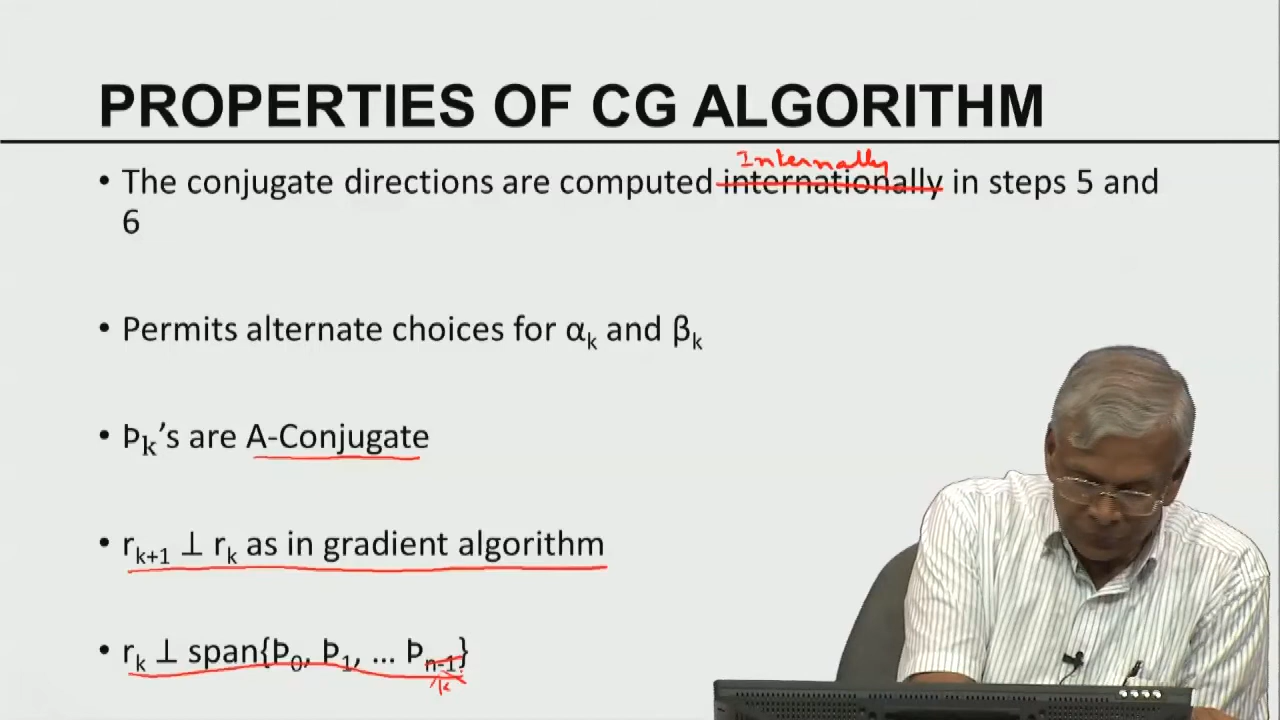 PROPERTIES OF CG ALGORITHM
Internally
• The conjugate directions are computed internationally in steps 5 and
6
• Permits alternate choices for αk and βk
• Þk's are A-Conjugate
• rk+1 ⊥ rk as in gradient algorithm
• rk ⊥ span{Þ0, Þ1, ... Þn-1}
k